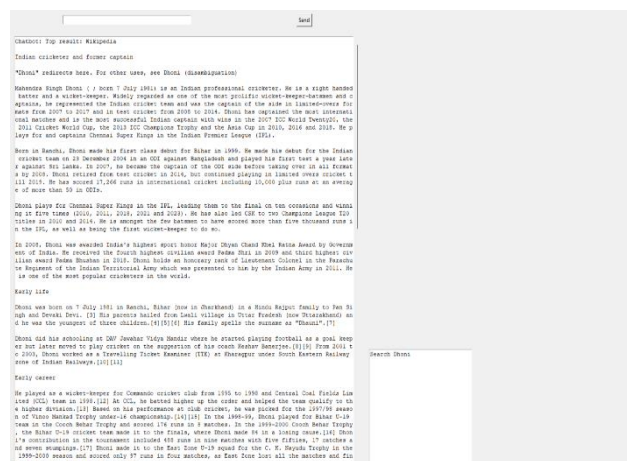 Send
Chatbot: Top result: Wikipedia
Indian cricketer and former captain
"Dhoni" redirects here. For other uses, see Dhoni (disambiguation)
Mahendra Singh Dhoni ( ; born 7 July 1981) is an Indian professional cricketer. He is a right handed
batter and a wicket-keeper. Widely regarded as one of the most prolific wicket-keeper-batsmen and c
aptains, he represented the Indian cricket team and was the captain of the side in limited-overs for
mats from 2007 to 2017 and in test cricket from 2008 to 2014. Dhoni has captained the most internati
onal matches and is the most successful Indian captain with wins in the 2007 ICC World Twenty20, the
2011 Cricket World Cup, the 2013 ICC Champions Trophy and the Asia Cup in 2010, 2016 and 2018. He p
lays for and captains Chennai Super Kings in the Indian Premier League (IPL).
Born in Ranchi, Dhoni made his first class debut for Bihar in 1999. He made his debut for the Indian
cricket team on 23 December 2004 in an ODI against Bangladesh and played his first test a year late
r against Sri Lanka. In 2007, he became the captain of the ODI side before taking over in all format
s by 2008. Dhoni retired from test cricket in 2014, but continued playing in limited overs cricket t
ill 2019. He has scored 17,266 runs in international cricket including 10,000 plus runs at an averag
e of more than 50 in ODIs.
Dhoni plays for Chennai Super Kings in the IPL, leading them to the final on ten occasions and winni
ng it five times (2010, 2011, 2018, 2021 and 2023). He has also led CSK to two Champions League T20
titles in 2010 and 2014. He is amongst the few batsmen to have scored more than five thousand runs i
n the IPL, as well as being the first wicket-keeper to do so.
In 2008, Dhoni was awarded India's highest sport honor Major Dhyan Chand Khel Ratna Award by Governm
ent of India. He received the fourth highest civilian award Padma Shri in 2009 and third highest civ
ilian award Padma Bhushan in 2018. Dhoni holds an honorary rank of Lieutenant Colonel in the Parachu
te Regiment of the Indian Territorial Army which was presented to him by the Indian Army in 2011. He
is one of the most popular cricketers in the world.
Early life
Dhoni was born on 7 July 1981 in Ranchi, Bihar (now in Jharkhand) in a Hindu Rajput family to Pan Si
ngh and Devaki Devi. [3] His parents hailed from Lwali village in Uttar Pradesh (now Uttarakhand) an
d he was the youngest of three children.[4][5][6] His family spells the surname as "Dhauni".[7]
Dhoni did his schooling at DAV Jawahar Vidya Mandir where he started playing football as a goal keep
er but later moved to play cricket on the suggestion of his coach Keshav Banerjee.[8][9] From 2001 t
o 2003, Dhoni worked as a Travelling Ticket Examiner (TTE) at Kharagpur under South Eastern Railway
zone of Indian Railways.[10][11]
Early career
He played as a wicket-keeper for Commando cricket club from 1995 to 1998 and Central Coal Fields Lim
ited (CCL) team in 1998.[12] At CCL, he batted higher up the order and helped the team qualify to th
e higher division.[13] Based on his performance at club cricket, he was picked for the 1997/98 seaso
n of Vinoo Mankad Trophy under-16 championship.[14][15] In the 1998–99, Dhoni played for Bihar U-19
team in the Cooch Behar Trophy and scored 176 runs in 5 matches. In the 1999–2000 Cooch Behar Trophy
, the Bihar U-19 cricket team made it to the finals, where Dhoni made 84 in a losing cause.[16] Dhon
i's contribution in the tournament included 488 runs in nine matches with five fifties, 17 catches a
nd seven stumpings.[17] Dhoni made it to the East Zone U-19 squad for the C. K. Nayudu Trophy in the
1999–2000 season and scored only 97 runs in four matches, as East Zone lost all the matches and fin
Search Dhoni